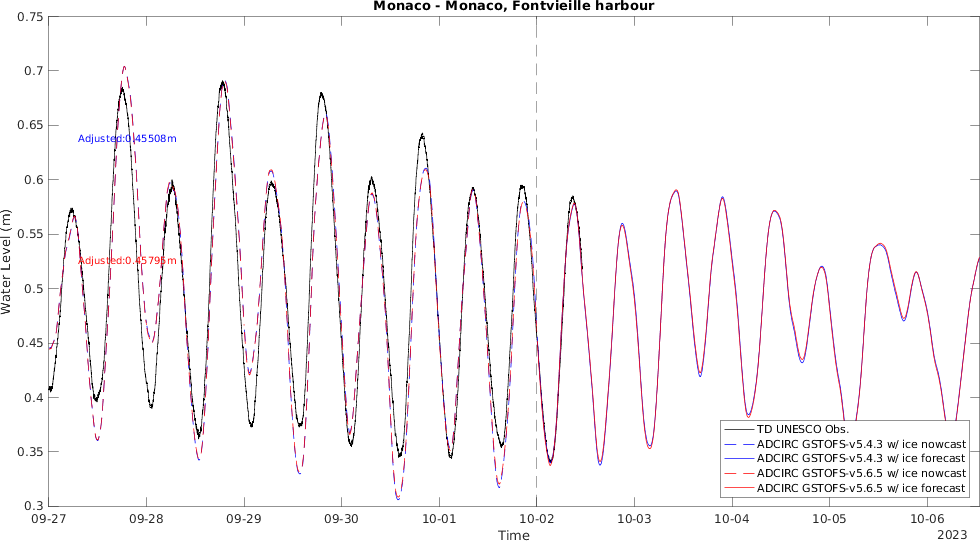 Monaco - Monaco, Fontvieille harbour
0.75
0.7
0.65
0.6
0.55
0.5
0.45
0.4
0.35
0.3
Water Level (m)
Adjusted:0.45508m
Adjusted:0.45795m
TD UNESCO Obs.
ADCIRC GSTOFS-v5.4.3 w/ ice nowcast
ADCIRC GSTOFS-v5.4.3 w/ ice forecast
ADCIRC GSTOFS-v5.6.5 w/ ice nowcast
ADCIRC GSTOFS-v5.6.5 w/ ice forecast
09-27 09-28 09-29 09-30 10-01 10-02 10-03 10-04 10-05 10-06
Time
2023